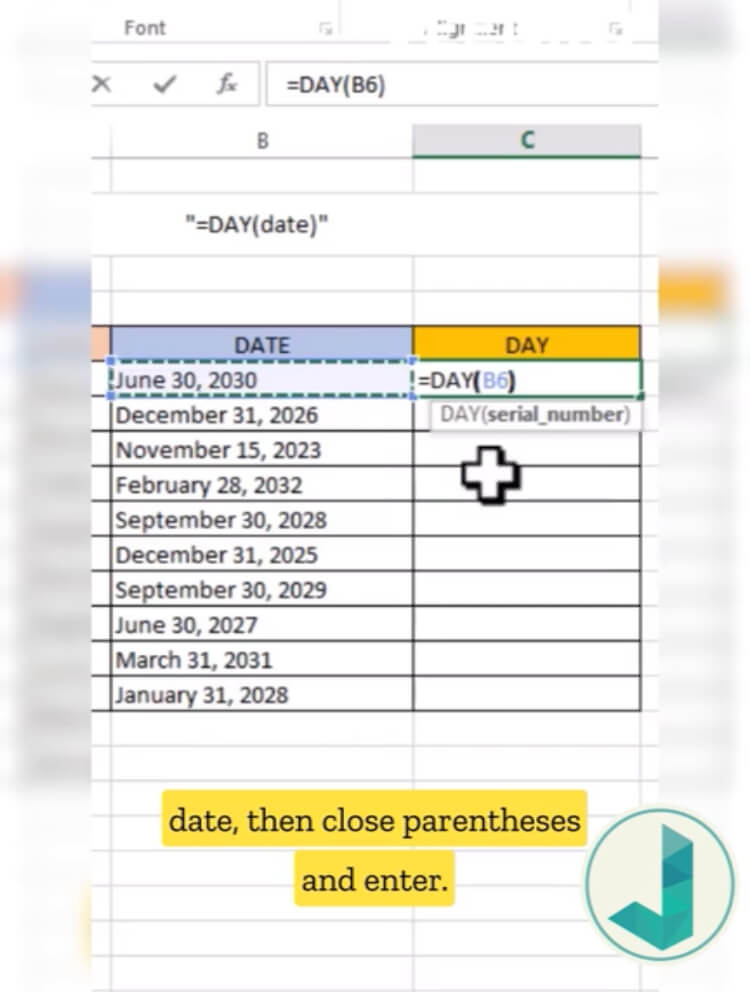 Font
=DAY(B6)
B C
"=DAY(date)"
DATE DAY
June 30, 2030 =DAY(B6)
December 31, 2026 DAY(serial_number)
November 15, 2023
February 28, 2032
September 30, 2028
December 31, 2025
September 30, 2029
June 30, 2027
March 31, 2031
January 31, 2028
date, then close parentheses
and enter.